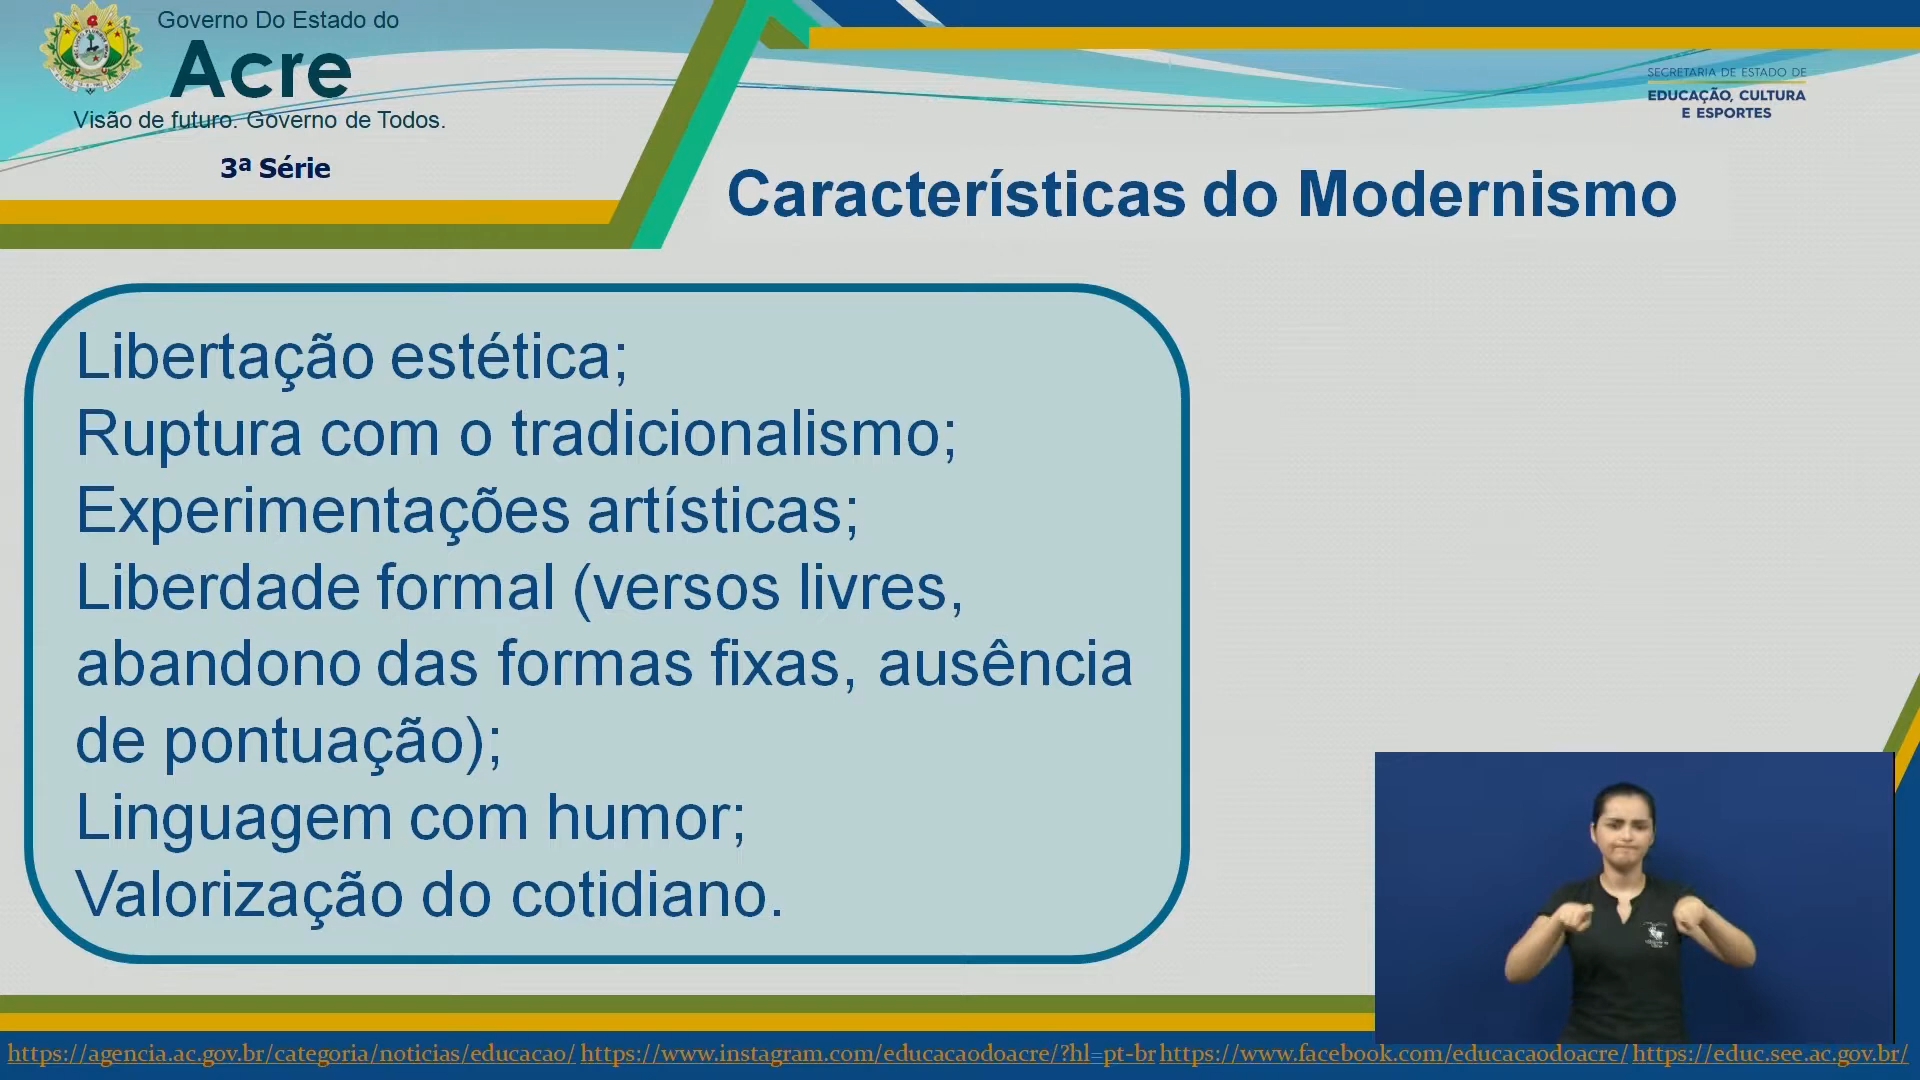 Governo Do Estado do
Acre
Visão de futuro. Governo de Todos.
3ª Série
SECRETARIA DE ESTADO DE
EDUCAÇÃO, CULTURA
E ESPORTES
Características do Modernismo
Libertação estética;
Ruptura com o tradicionalismo;
Experimentações artísticas;
Liberdade formal (versos livres,
abandono das formas fixas, ausência
de pontuação);
Linguagem com humor;
Valorização do cotidiano.
https://agencia.ac.gov.br/categoria/noticias/educacao/ https://www.instagram.com/educacaodoacre/?hl=pt-br https://www.facebook.com/educacaodoacre/ https://educ.see.ac.gov.br/